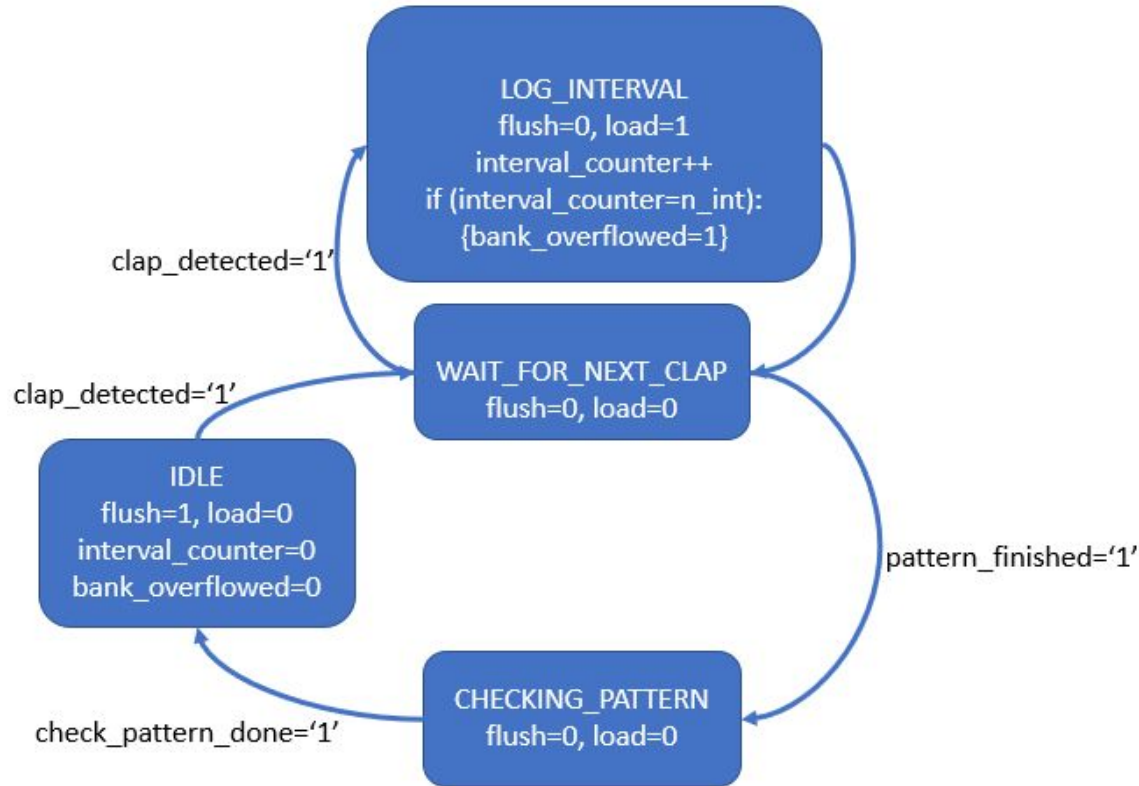 LOG_INTERVAL
flush=0, load=1
interval_counter++
if (interval_counter=n_int):
{bank_overflowed=1}
clap_detected=‘1’
WAIT_FOR_NEXT_CLAP
flush=0, load=0
clap_detected=‘1’
IDLE
flush=1, load=0
interval_counter=0
bank_overflowed=0
pattern_finished=‘1’
CHECKING_PATTERN
flush=0, load=0
check_pattern_done=‘1’